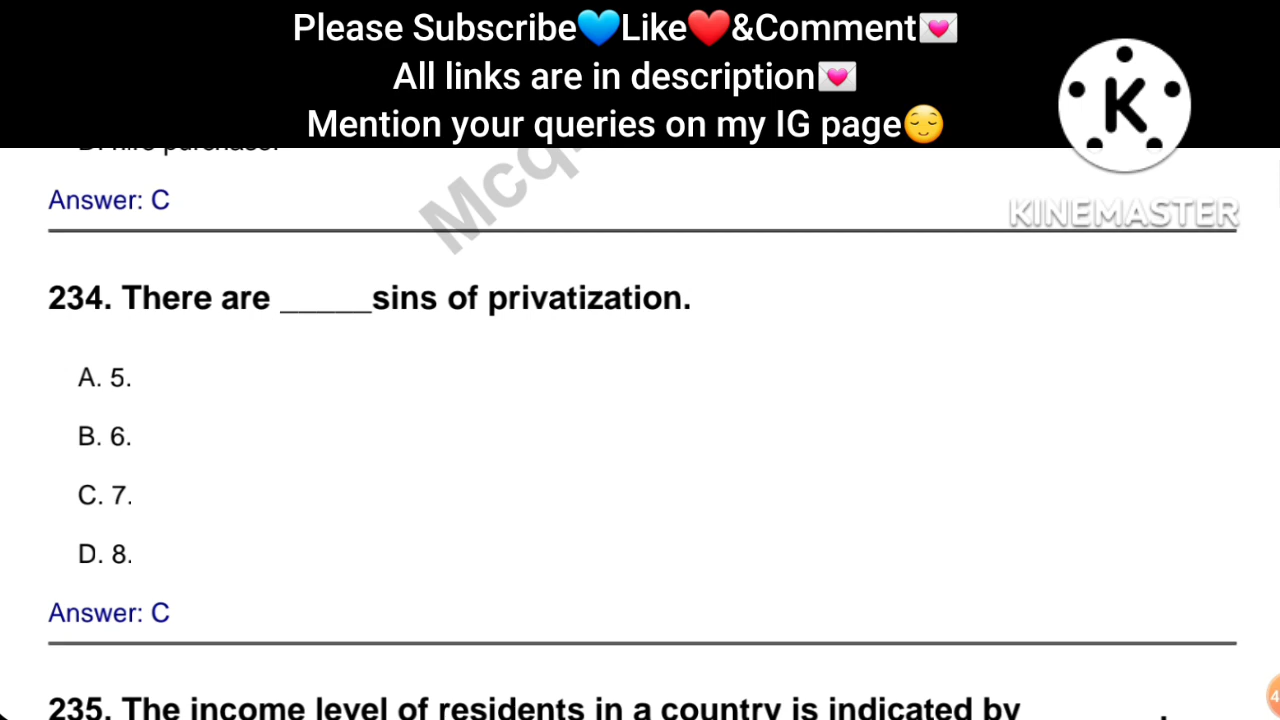 Please Subscribe💙Like❤️&Comment💌
All links are in description💌
Mention your queries on my IG page😌
K
KINEMASTER
Answer: C
234. There are _____sins of privatization.
A. 5.
B. 6.
C. 7.
D. 8.
Answer: C
235. The income level of residents in a country is indicated by ________.